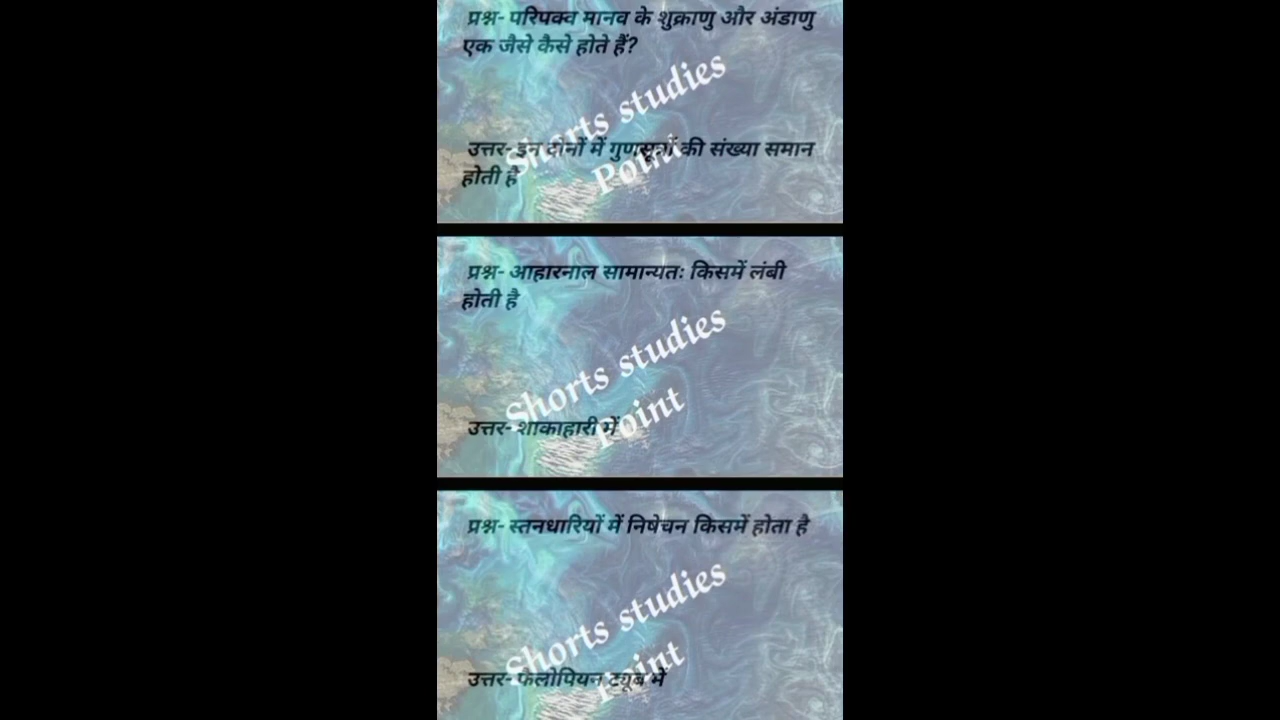 प्रश्न- परिपक्व मानव के शुक्राणु और अंडाणु
एक जैसे कैसे होते हैं?
Shorts studies
Point
उत्तर- इन दोनों में गुणसूत्रों की संख्या समान
होती है
प्रश्न- आहारनाल सामान्यतः किसमें लंबी
होती है
Shorts studies
Point
उत्तर- शाकाहारी में
प्रश्न- स्तनधारियों में निषेचन किसमें होता है
Shorts studies
Point
उत्तर- फैलोपियन ट्यूब में